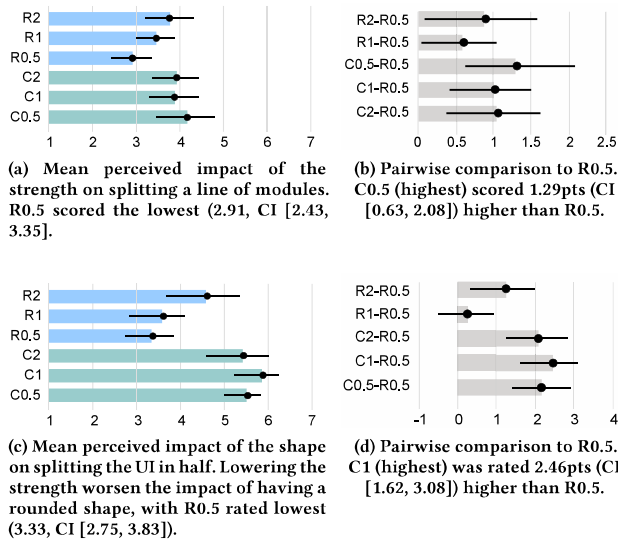 R2
R1
R0.5
C2
C1
C0.5
1 2 3 4 5 6 7
(a) Mean perceived impact of the
strength on splitting a line of modules.
R0.5 scored the lowest (2.91, CI [2.43,
3.35].
R2–R0.5
R1–R0.5
C0.5–R0.5
C1–R0.5
C2–R0.5
0 0.5 1 1.5 2 2.5
(b) Pairwise comparison to R0.5.
C0.5 (highest) scored 1.29pts (CI
[0.63, 2.08]) higher than R0.5.
R2
R1
R0.5
C2
C1
C0.5
1 2 3 4 5 6 7
(c) Mean perceived impact of the shape
on splitting the UI in half. Lowering the
strength worsen the impact of having a
rounded shape, with R0.5 rated lowest
(3.33, CI [2.75, 3.83]).
R2–R0.5
R1–R0.5
C2–R0.5
C1–R0.5
C0.5–R0.5
-1 0 1 2 3 4
(d) Pairwise comparison to R0.5.
C1 (highest) was rated 2.46pts (CI
[1.62, 3.08]) higher than R0.5.